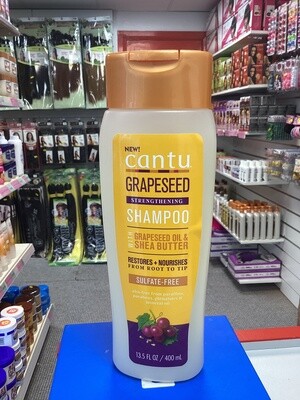 NEW!
cantu
GRAPESEED
STRENGTHENING
SHAMPOO
WITH
GRAPESEED OIL &
SHEA BUTTER
RESTORES + NOURISHES
FROM ROOT TO TIP
SULFATE-FREE
13.5 FL OZ / 400 mL